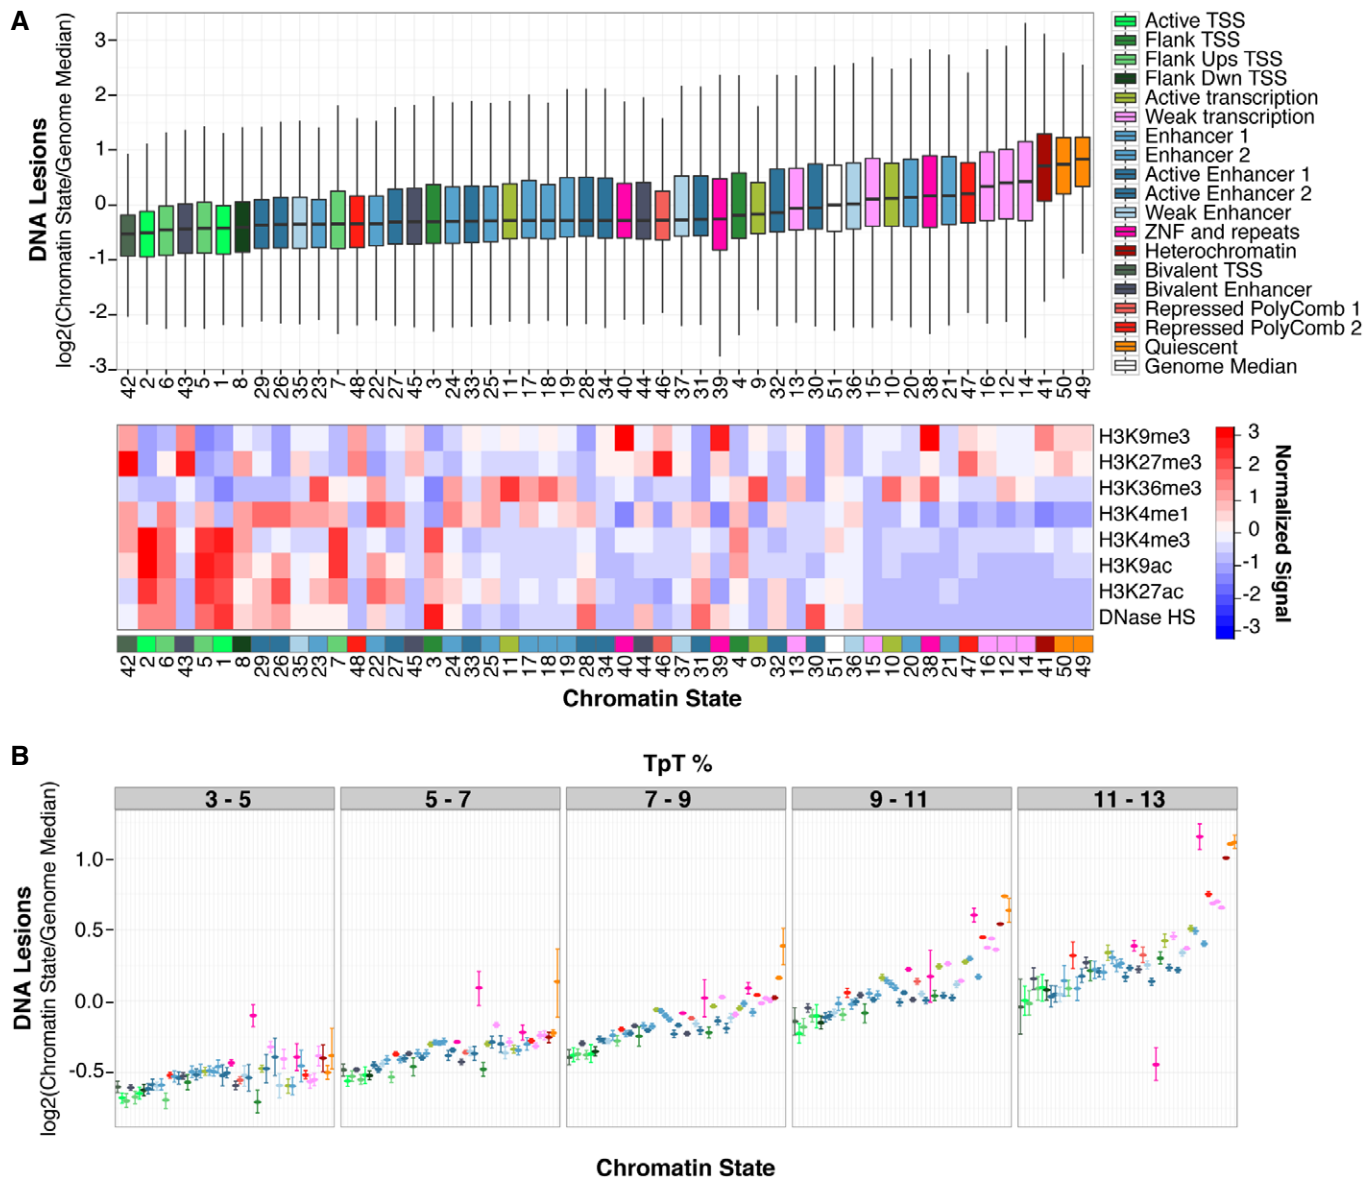 A
DNA Lesions
log2(Chromatin State/Genome Median)
3
2
1
0
-1
-2
-3
42 2 6 43 5 1 8 29 26 35 23 7 48 22 27 45 3 24 33 25 11 17 18 19 28 34 40 44 46 37 31 39 4 9 32 13 30 51 36 15 10 20 38 21 47 16 12 14 41 50 49
Active TSS
Flank TSS
Flank Ups TSS
Flank Dwn TSS
Active transcription
Weak transcription
Enhancer 1
Enhancer 2
Active Enhancer 1
Active Enhancer 2
Weak Enhancer
ZNF and repeats
Heterochromatin
Bivalent TSS
Bivalent Enhancer
Repressed PolyComb 1
Repressed PolyComb 2
Quiescent
Genome Median
H3K9me3
H3K27me3
H3K36me3
H3K4me1
H3K4me3
H3K9ac
H3K27ac
DNase HS
3
2
1
0
-1
-2
-3
Normalized Signal
42 2 6 43 5 1 8 29 26 35 23 7 48 22 27 45 3 24 33 25 11 17 18 19 28 34 40 44 46 37 31 39 4 9 32 13 30 51 36 15 10 20 38 21 47 16 12 14 41 50 49
Chromatin State
B
TpT %
3 - 5 5 - 7 7 - 9 9 - 11 11 - 13
DNA Lesions
log2(Chromatin State/Genome Median)
1.0
0.5
0.0
-0.5
Chromatin State